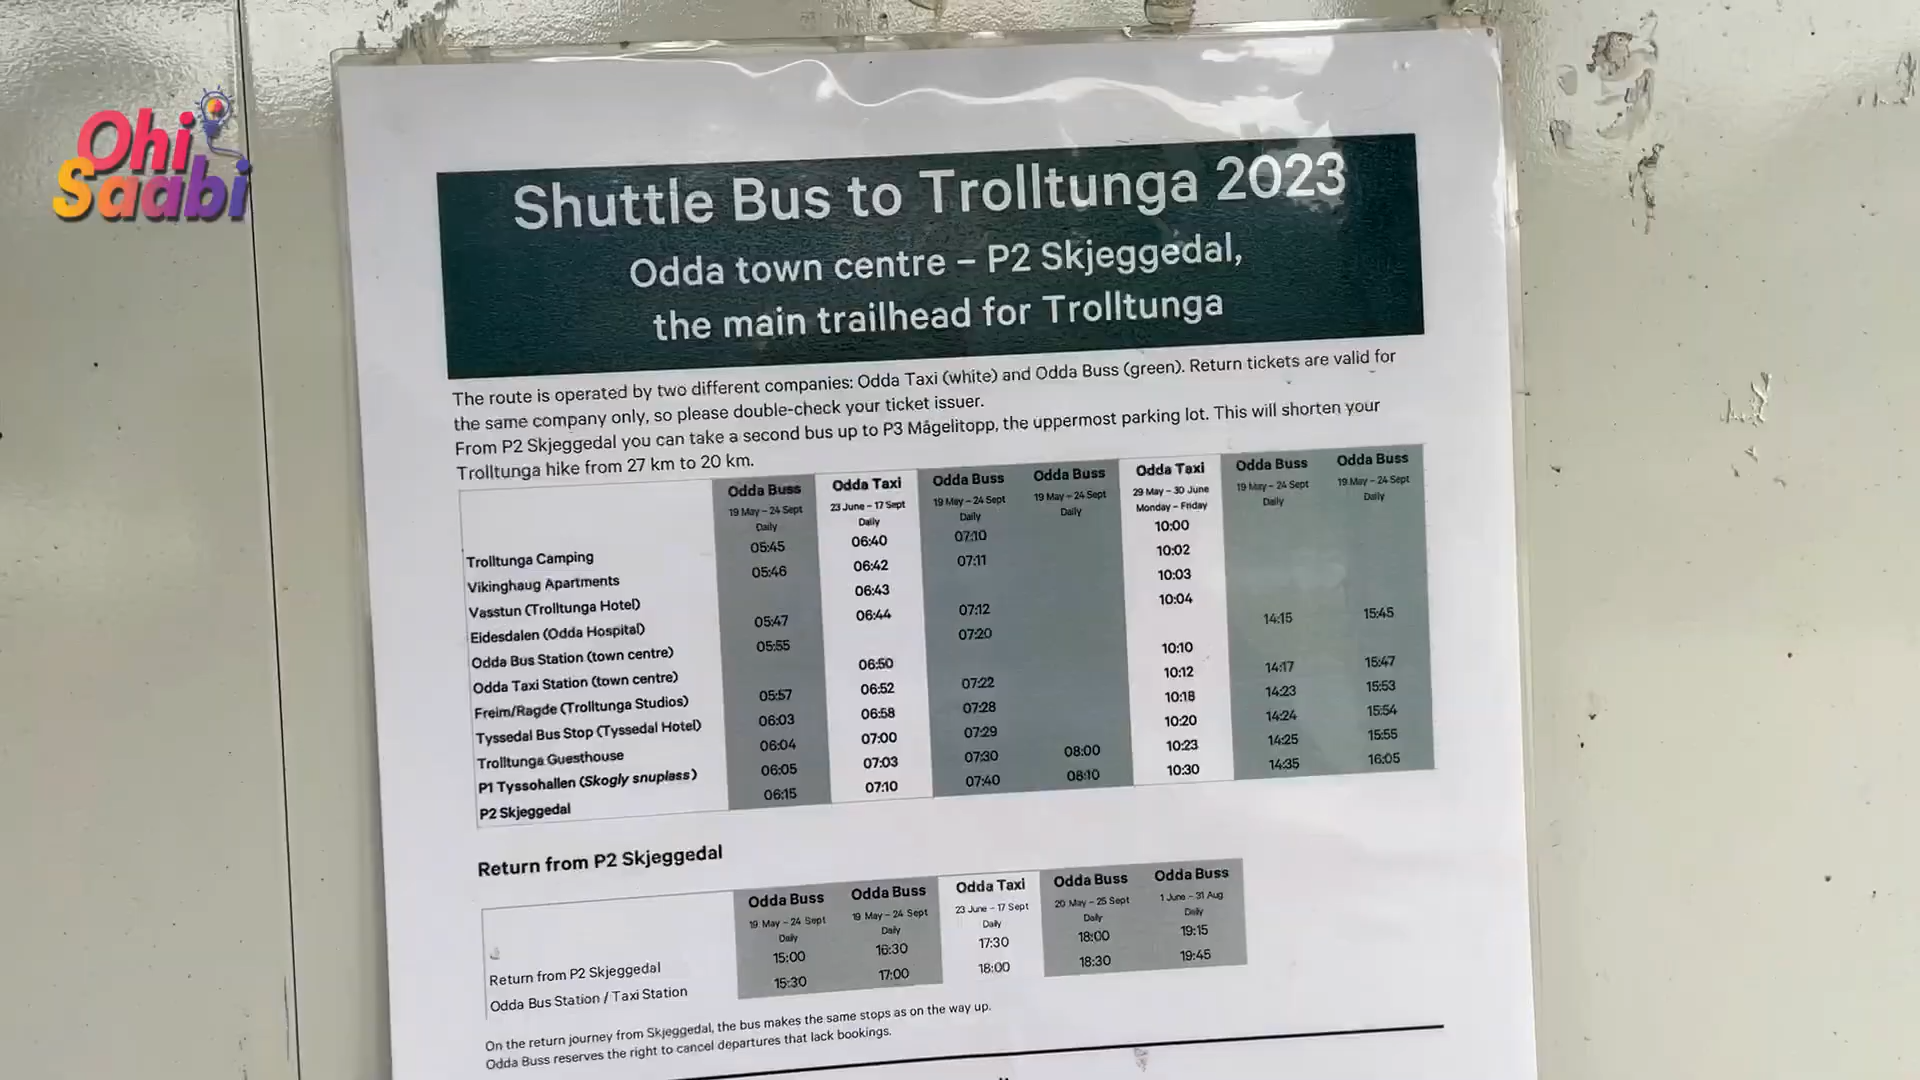 Ohi
Saabi
Shuttle Bus to Trolltunga 2023
Odda town centre – P2 Skjeggedal,
the main trailhead for Trolltunga
The route is operated by two different companies: Odda Taxi (white) and Odda Buss (green). Return tickets are valid for
the same company only, so please double-check your ticket issuer.
From P2 Skjeggedal you can take a second bus up to P3 Mågelitopp, the uppermost parking lot. This will shorten your
Trolltunga hike from 27 km to 20 km.
Odda Buss Odda Taxi Odda Buss Odda Buss Odda Taxi Odda Buss Odda Buss
19 May – 24 Sept 23 June – 17 Sept 19 May – 24 Sept 19 May – 24 Sept 29 May – 30 June 19 May – 24 Sept 19 May – 24 Sept
Daily Daily Daily Daily Monday – Friday Daily Daily
Trolltunga Camping 05:45 06:40 07:10 10:00
Vikinghaug Apartments 05:46 06:42 07:11 10:02
Vasstun (Trolltunga Hotel) 06:43 10:03
Eidesdalen (Odda Hospital) 05:47 06:44 07:12 10:04
Odda Bus Station (town centre) 05:55 07:20 14:15 15:45
Odda Taxi Station (town centre) 06:50 10:10
Freim/Ragde (Trolltunga Studios) 05:57 06:52 07:22 10:12 14:17 15:47
Tyssedal Bus Stop (Tyssedal Hotel) 06:03 06:58 07:28 10:18 14:23 15:53
Trolltunga Guesthouse 06:04 07:00 07:29 10:20 14:24 15:54
P1 Tyssohallen (Skogly snuplass) 06:05 07:03 07:30 08:00 10:23 14:25 15:55
P2 Skjeggedal 06:15 07:10 07:40 08:10 10:30 14:35 16:05
Return from P2 Skjeggedal
Odda Buss Odda Buss Odda Taxi Odda Buss Odda Buss
19 May – 24 Sept 19 May – 24 Sept 23 June – 17 Sept 20 May – 25 Sept 1 June – 31 Aug
Daily Daily Daily Daily Daily
Return from P2 Skjeggedal 15:00 16:30 17:30 18:00 19:15
Odda Bus Station / Taxi Station 15:30 17:00 18:00 18:30 19:45
On the return journey from Skjeggedal, the bus makes the same stops as on the way up.
Odda Buss reserves the right to cancel departures that lack bookings.